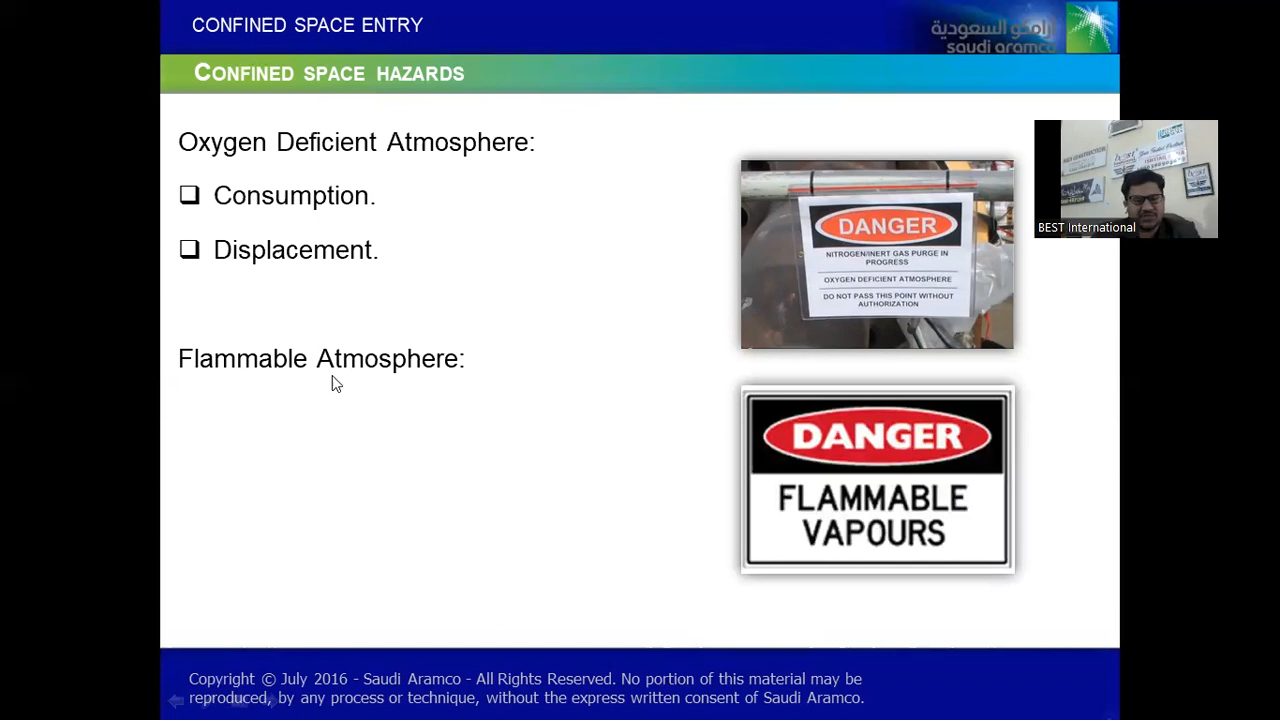 CONFINED SPACE ENTRY
أرامكو السعودية
saudi aramco
CONFINED SPACE HAZARDS
Oxygen Deficient Atmosphere:
Consumption.
Displacement.
DANGER
NITROGEN/INERT GAS PURGE IN
PROGRESS
OXYGEN DEFICIENT ATMOSPHERE
DO NOT PASS THIS POINT WITHOUT
AUTHORIZATION
BEST International
Flammable Atmosphere:
DANGER
FLAMMABLE
VAPOURS
Copyright © July 2016 - Saudi Aramco - All Rights Reserved. No portion of this material may be
reproduced, by any process or technique, without the express written consent of Saudi Aramco.